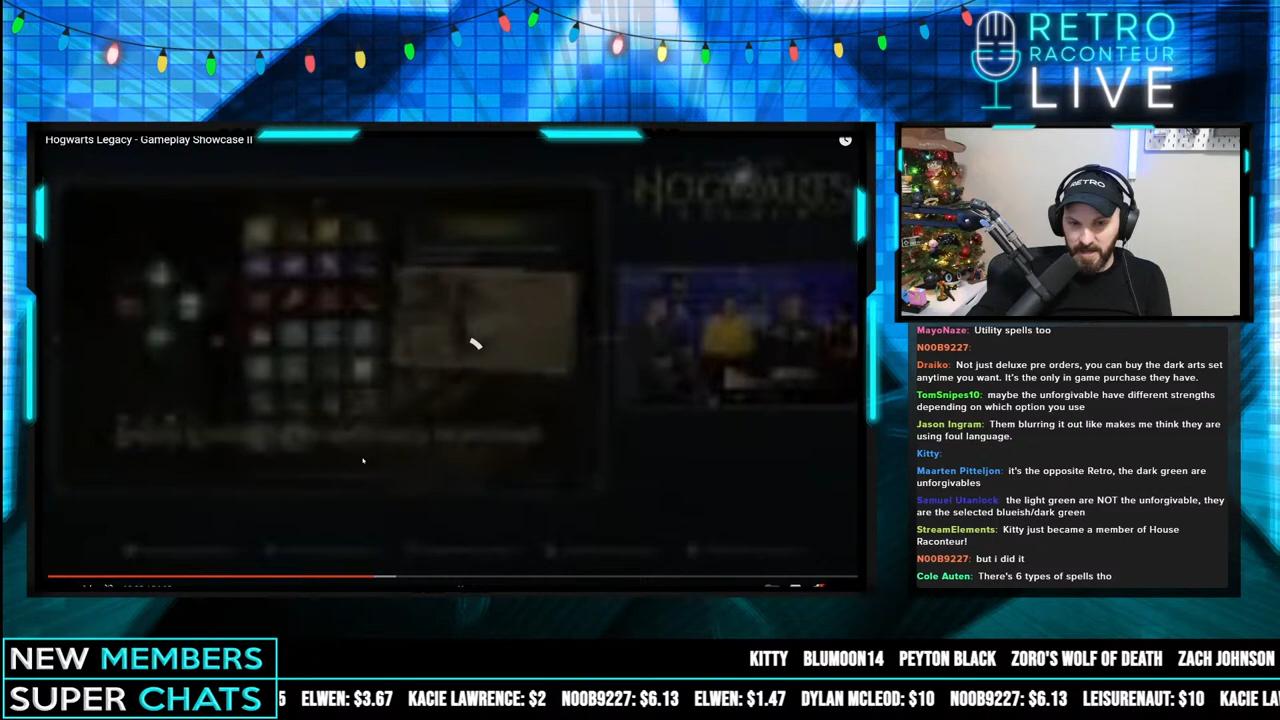 RETRO
RACONTEUR
LIVE
Hogwarts Legacy - Gameplay Showcase II
HOGWARTS
RETRO
MayoNaze: Utility spells too
N00B9227:
Draiko: Not just deluxe pre orders, you can buy the dark arts set
anytime you want. It's the only in game purchase they have.
TomSnipes10: maybe the unforgivable have different strengths
depending on which option you use
Jason Ingram: Them blurring it out like makes me think they are
using foul language.
Kitty:
Maarten Pitteljon: it's the opposite Retro, the dark green are
unforgivables
Samuel Utanlock: the light green are NOT the unforgivable, they
are the selected blueish/dark green
StreamElements: Kitty just became a member of House
Raconteur!
N00B9227: but i did it
Cole Auten: There's 6 types of spells tho
NEW MEMBERS
KITTY BLUMOON14 PEYTON BLACK ZORO'S WOLF OF DEATH ZACH JOHNSON
SUPER CHATS
5 ELWEN: $3.67 KACIE LAWRENCE: $2 N00B9227: $6.13 ELWEN: $1.47 DYLAN MCLEOD: $10 N00B9227: $6.13 LEISURENAUT: $10 KACIE